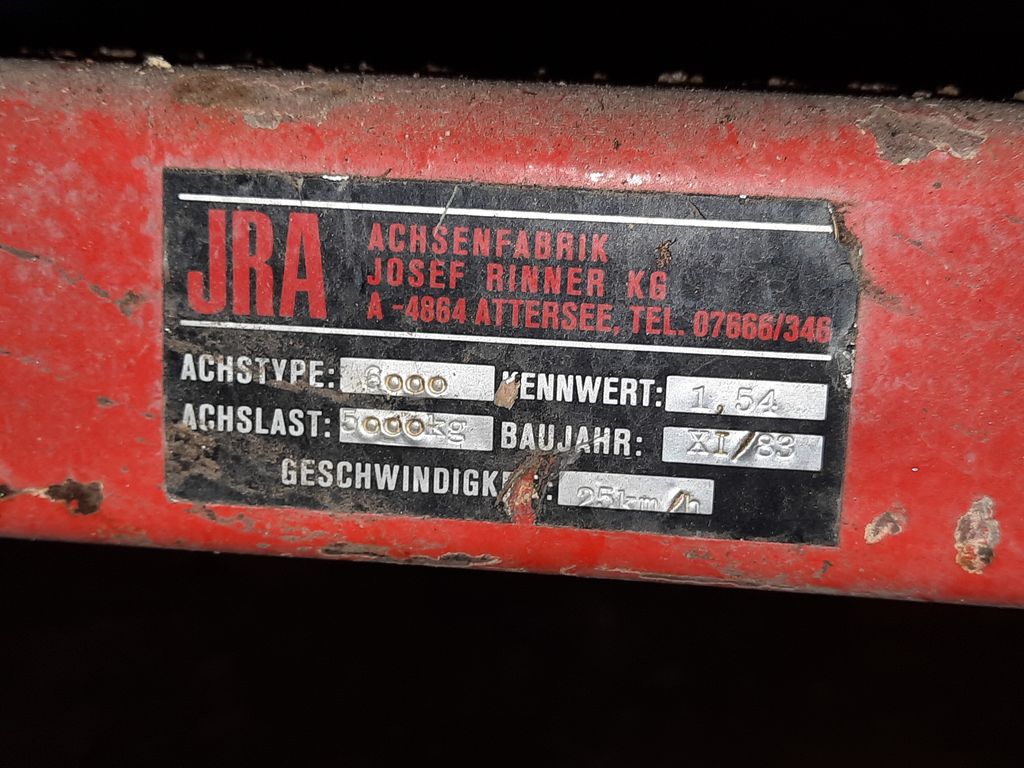 JRA
ACHSENFABRIK
JOSEF RINNER KG
A-4864 ATTERSEE, TEL. 07666/346
ACHSTYPE: 6000 KENNWERT: 1,54
ACHSLAST: 5000kg BAUJAHR: XI/83
25km/h